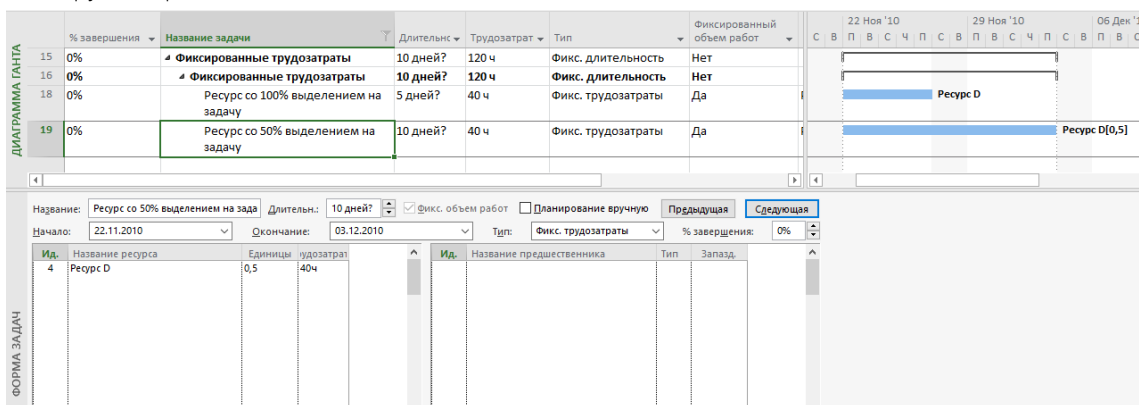 Фиксированный объем работ
22 Ноя '10 29 Ноя '10 06 Дек '1
% завершения Название задачи Длительнс Трудозатрат Тип
С В П В С Ч П С В П В С Ч П С В П В С
ДИАГРАММА ГАНТА
15 0% Фиксированные трудозатраты 10 дней? 120 ч Фикс. длительность Нет
16 0% Фиксированные трудозатраты 10 дней? 120 ч Фикс. длительность Нет
18 0% Ресурс со 100% выделением на задачу 5 дней? 40 ч Фикс. трудозатраты Да Ресурс D
19 0% Ресурс со 50% выделением на задачу 10 дней? 40 ч Фикс. трудозатраты Да Ресурс D[0,5]
Название: Ресурс со 50% выделением на зада Длительн.: 10 дней? Фикс. объем работ Планирование вручную Предыдущая Следующая
Начало: 22.11.2010 Окончание: 03.12.2010 Тип: Фикс. трудозатраты % завершения: 0%
Ид. Название ресурса Единицы удозатрат Ид. Название предшественника Тип Запазд.
4 Ресурс D 0,5 40ч
ФОРМА ЗАДАЧ